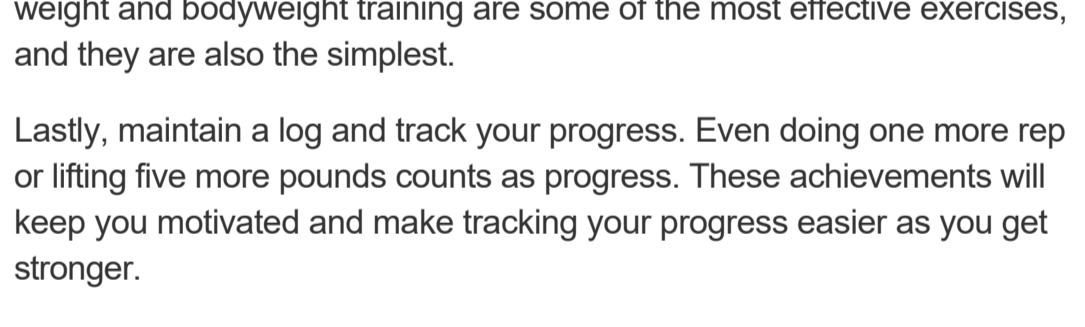 weight and bodyweight training are some of the most effective exercises,
and they are also the simplest.
Lastly, maintain a log and track your progress. Even doing one more rep
or lifting five more pounds counts as progress. These achievements will
keep you motivated and make tracking your progress easier as you get
stronger.